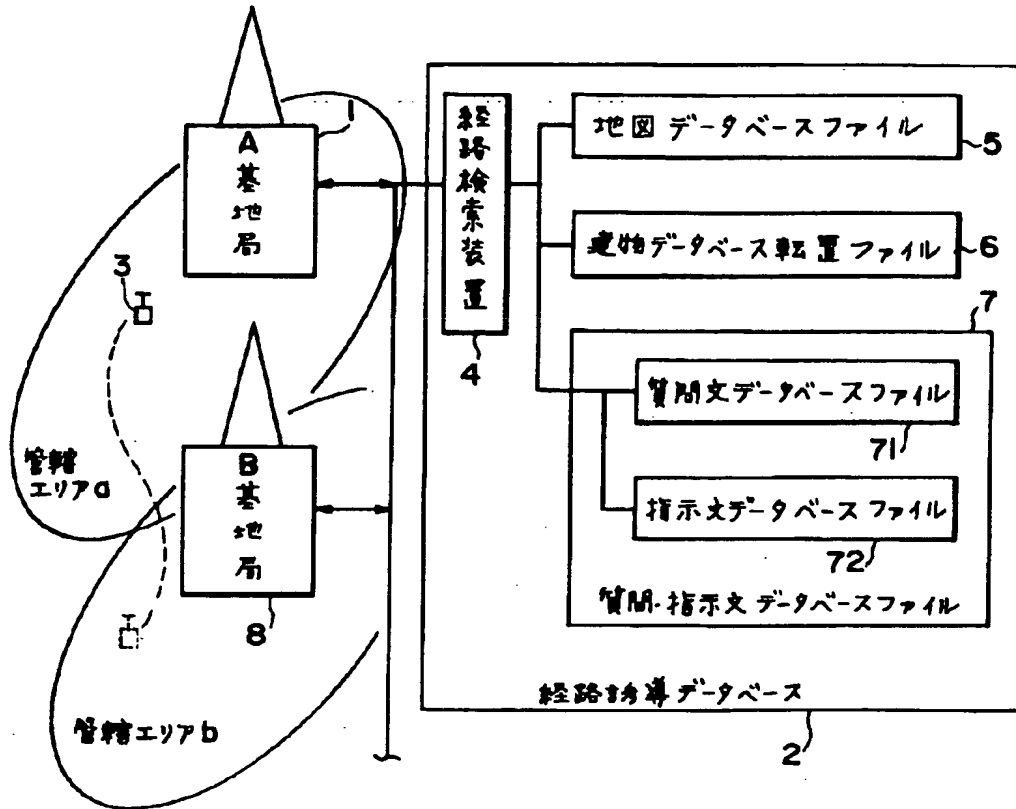 A基地局
1
3
管轄エリアa
B基地局
8
管轄エリアb
経路検索装置
4
地図データベースファイル
5
建物データベース転置ファイル
6
7
質問文データベースファイル
71
指示文データベースファイル
72
質問・指示文データベースファイル
経路誘導データベース
2